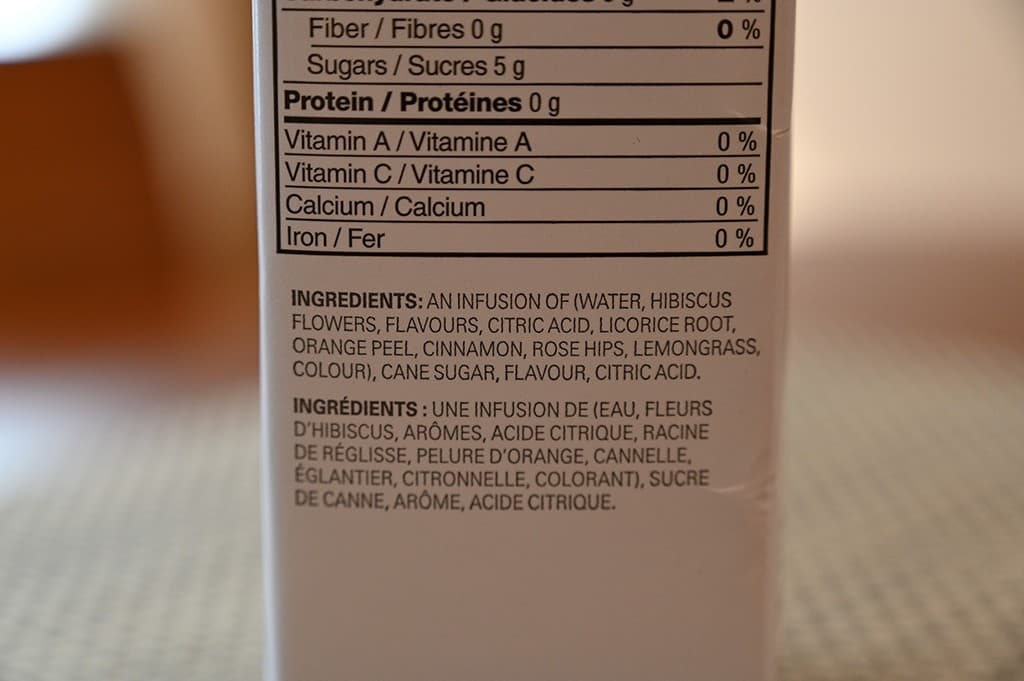 Fiber / Fibres 0 g 0 %
Sugars / Sucres 5 g
Protein / Protéines 0 g
Vitamin A / Vitamine A 0 %
Vitamin C / Vitamine C 0 %
Calcium / Calcium 0 %
Iron / Fer 0 %
INGREDIENTS: AN INFUSION OF (WATER, HIBISCUS
FLOWERS, FLAVOURS, CITRIC ACID, LICORICE ROOT,
ORANGE PEEL, CINNAMON, ROSE HIPS, LEMONGRASS,
COLOUR), CANE SUGAR, FLAVOUR, CITRIC ACID.
INGRÉDIENTS : UNE INFUSION DE (EAU, FLEURS
D'HIBISCUS, ARÔMES, ACIDE CITRIQUE, RACINE
DE RÉGLISSE, PELURE D'ORANGE, CANNELLE,
ÉGLANTIER, CITRONNELLE, COLORANT), SUCRE
DE CANNE, ARÔME, ACIDE CITRIQUE.